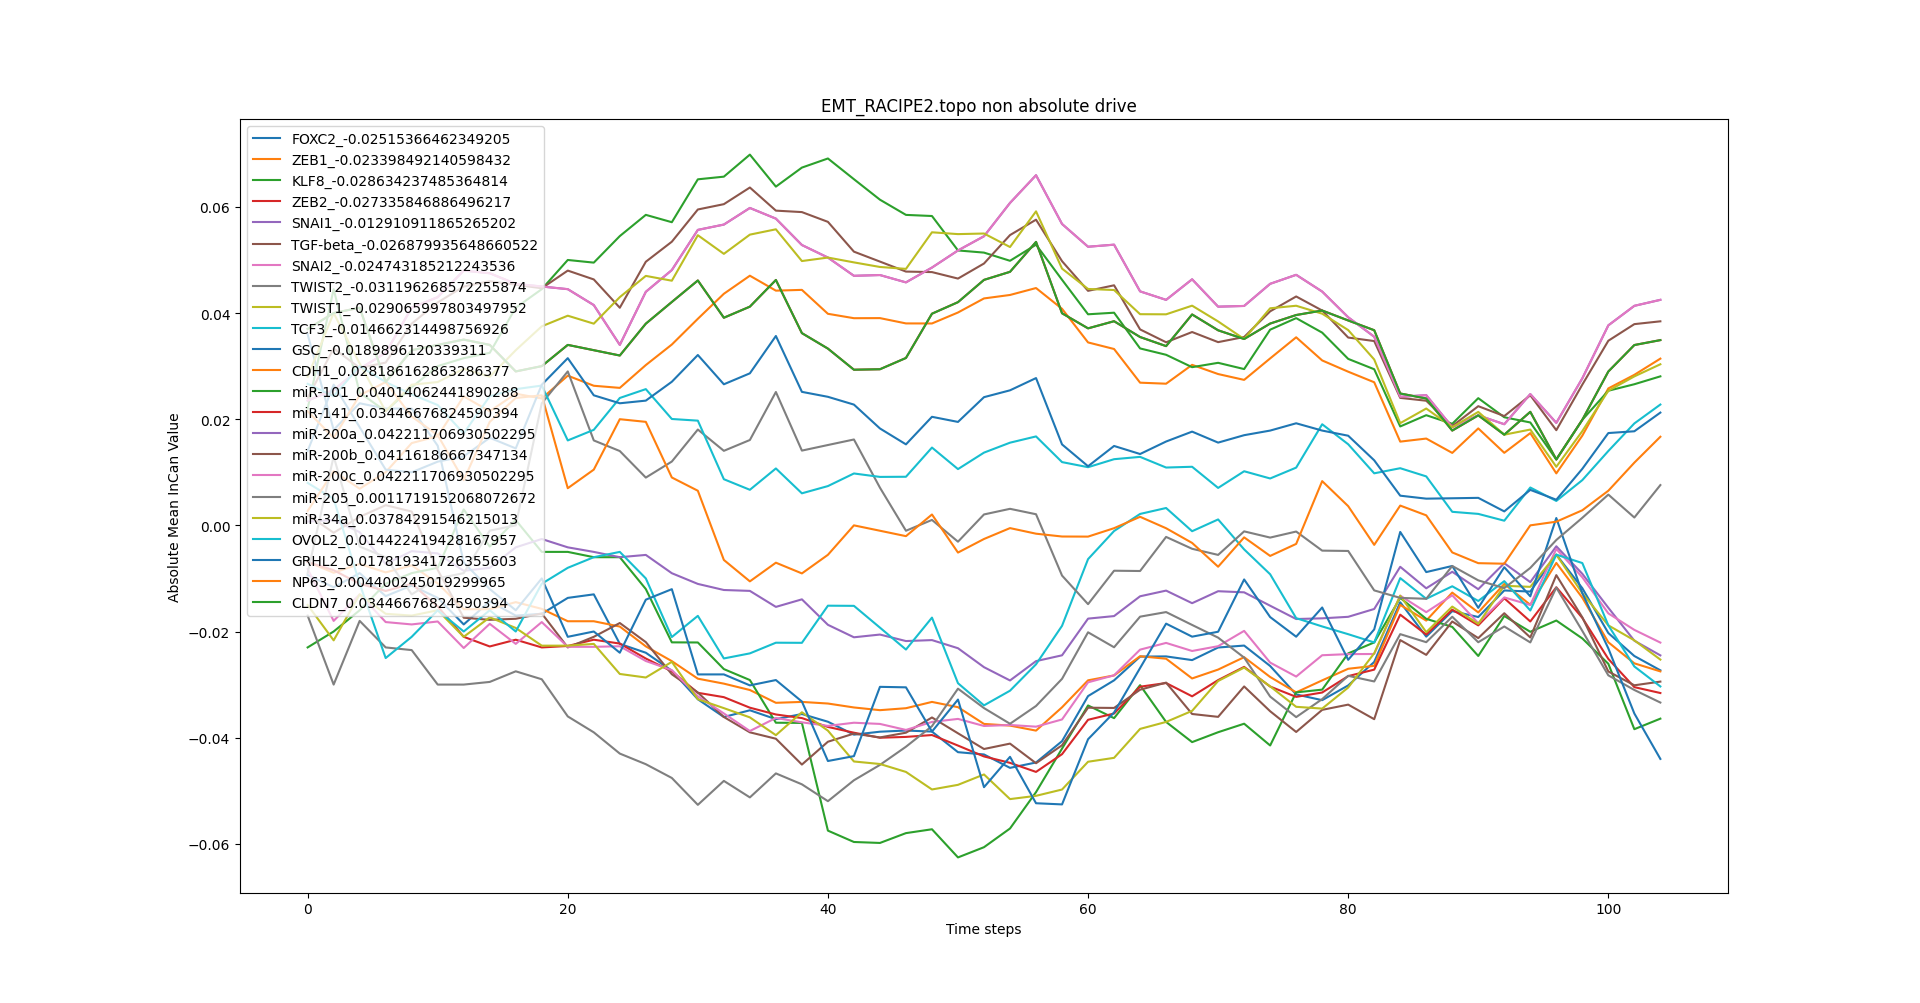 EMT_RACIPE2.topo non absolute drive
FOXC2_-0.02515366462349205
ZEB1_-0.023398492140598432
KLF8_-0.028634237485364814
ZEB2_-0.027335846886496217
SNAI1_-0.012910911865265202
TGF-beta_-0.026879935648660522
SNAI2_-0.024743185212243536
TWIST2_-0.031196268572255874
TWIST1_-0.029065997803497952
TCF3_-0.014662314498756926
GSC_-0.0189896120339311
CDH1_0.028186162863286377
miR-101_0.04014062441890288
miR-141_0.03446676824590394
miR-200a_0.042211706930502295
miR-200b_0.041161866673471​34
miR-200c_0.042211706930502295
miR-205_0.0011719152068072672
miR-34a_0.03784291546215013
OVOL2_0.014422419428167957
GRHL2_0.017819341726355603
NP63_0.004400245019299965
CLDN7_0.03446676824590394
Absolute Mean InCan Value
0.06
0.04
0.02
0.00
−0.02
−0.04
−0.06
0 20 40 60 80 100
Time steps